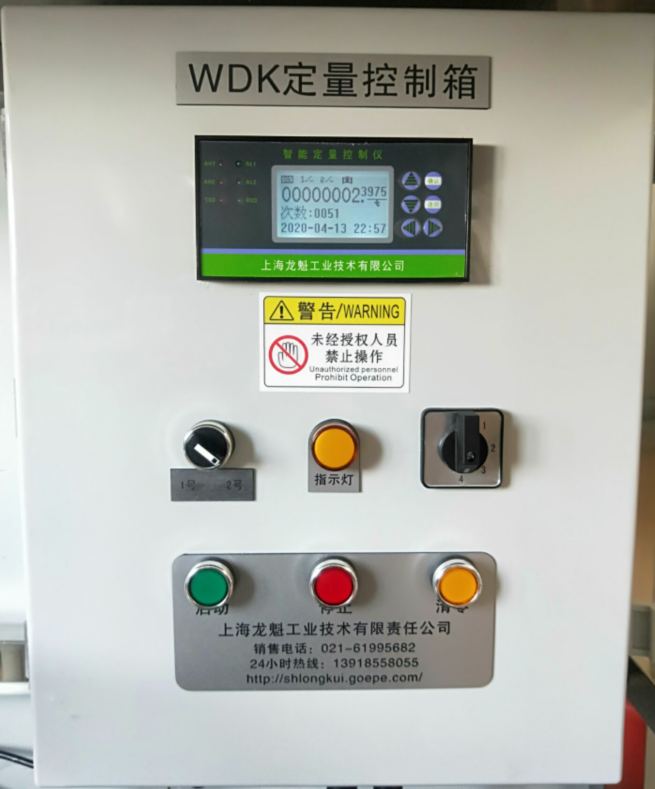 WDK定量控制箱
智能定量控制仪
00000002.3975
次数:0051
2020-04-13 22:57
上海龙魁工业技术有限公司
警告/WARNING
未经授权人员
禁止操作
Unauthorized personnel
Prohibit Operation
1号 2号
指示灯
1
2
3
4
启动 停止 清零
上海龙魁工业技术有限责任公司
销售电话：021-61995682
24小时热线：13918558055
http://shlongkui.goepe.com/